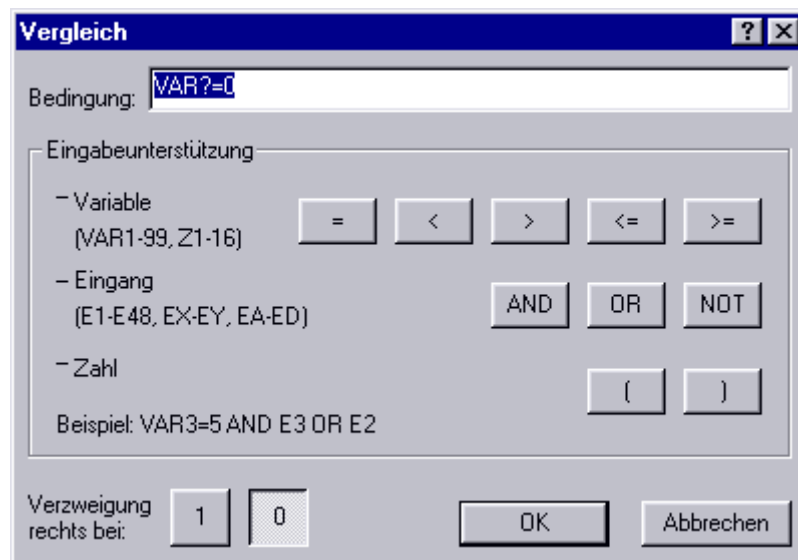 Vergleich
Bedingung: VAR?=0
Eingabeunterstützung
– Variable
(VAR1-99, Z1-16)
= < > <= >=
– Eingang
(E1-E48, EX-EY, EA-ED)
AND OR NOT
– Zahl
( )
Beispiel: VAR3=5 AND E3 OR E2
Verzweigung
rechts bei:
1 0 OK Abbrechen